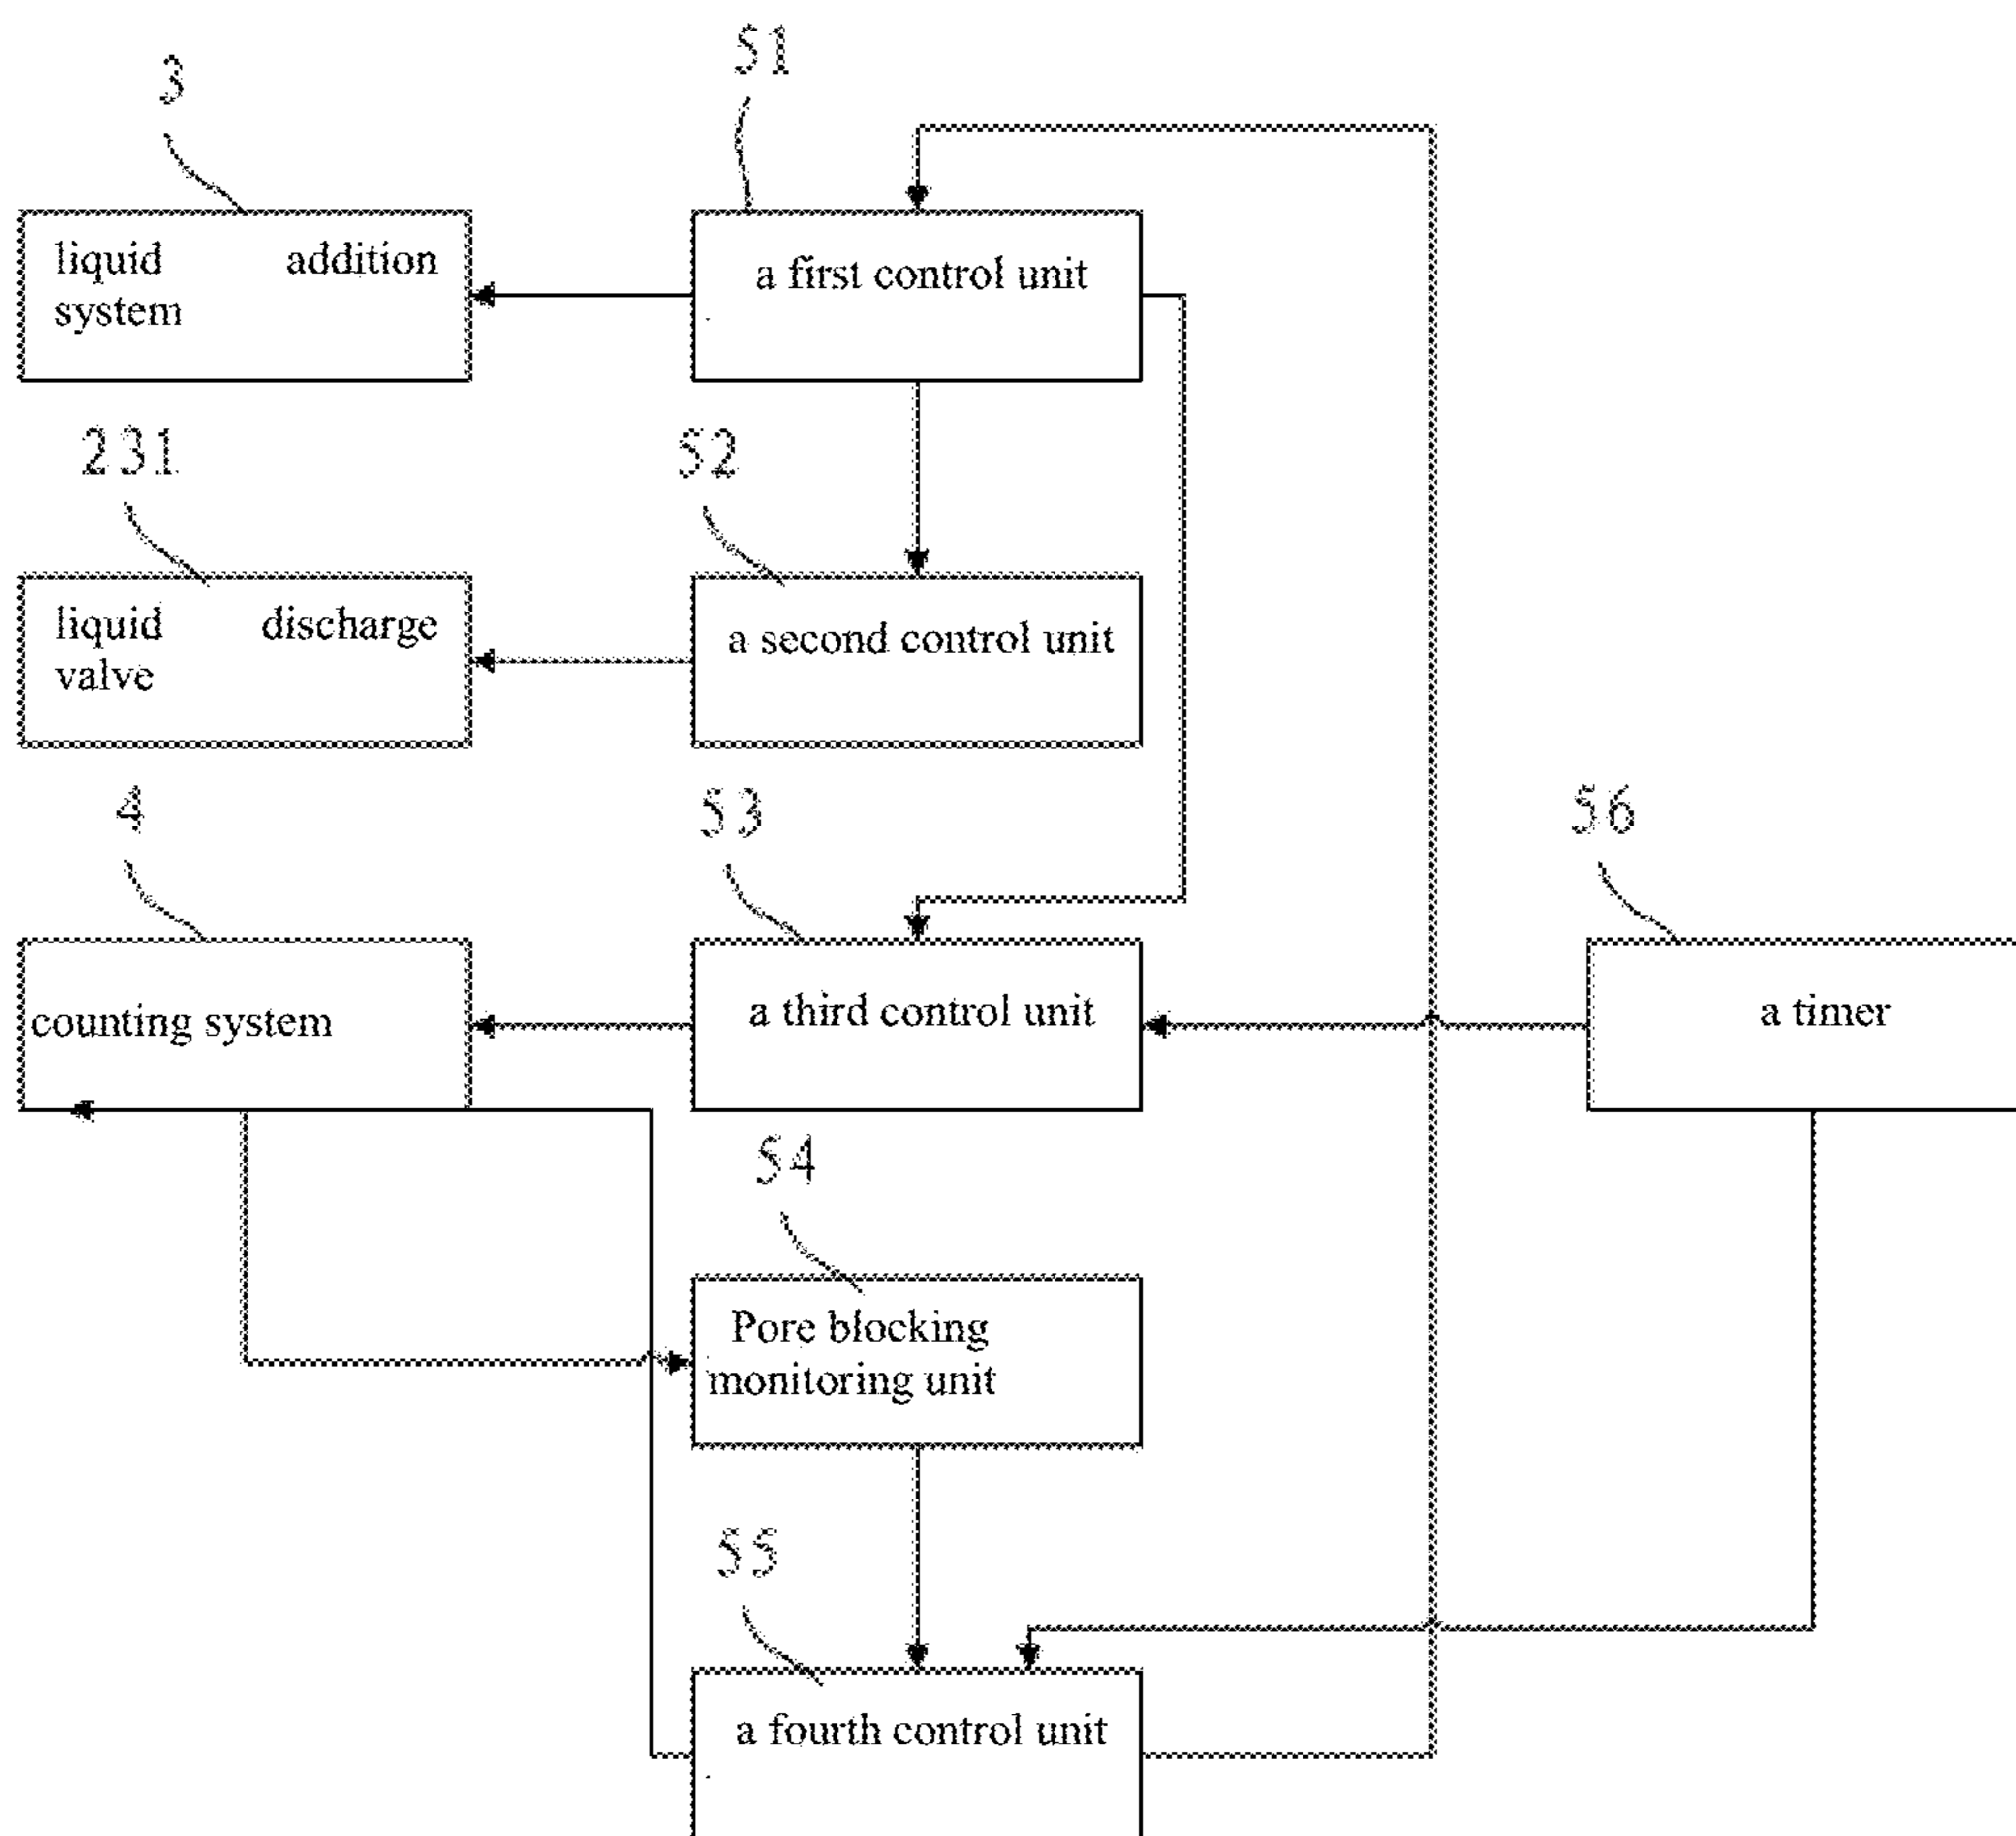 3
51
liquid addition
system
a first control unit
231
52
liquid discharge
valve
a second control unit
4
53
56
counting system
a third control unit
a timer
54
Pore blocking
monitoring unit
55
a fourth control unit